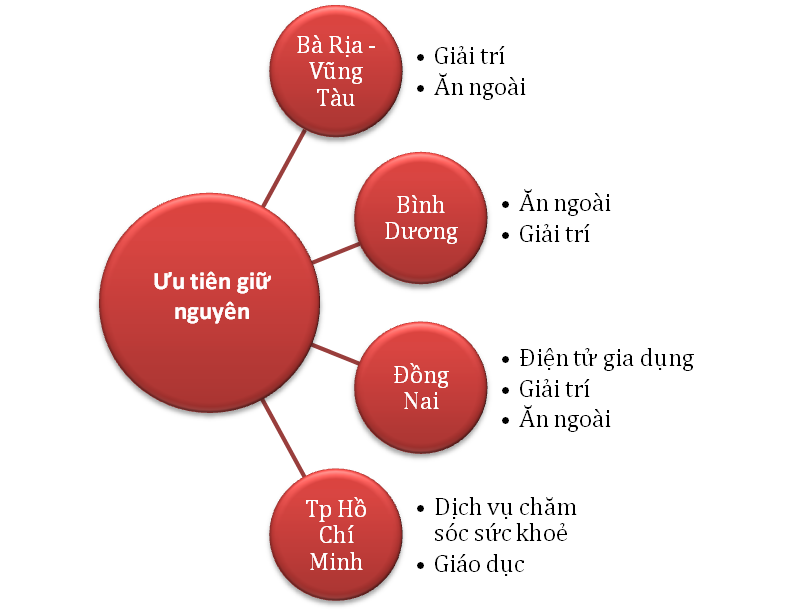 Bà Rịa -
Vũng
Tàu
• Giải trí
• Ăn ngoài
Bình
Dương
• Ăn ngoài
• Giải trí
Ưu tiên giữ
nguyên
Đồng
Nai
• Điện tử gia dụng
• Giải trí
• Ăn ngoài
Tp Hồ
Chí
Minh
• Dịch vụ chăm
sóc sức khoẻ
• Giáo dục